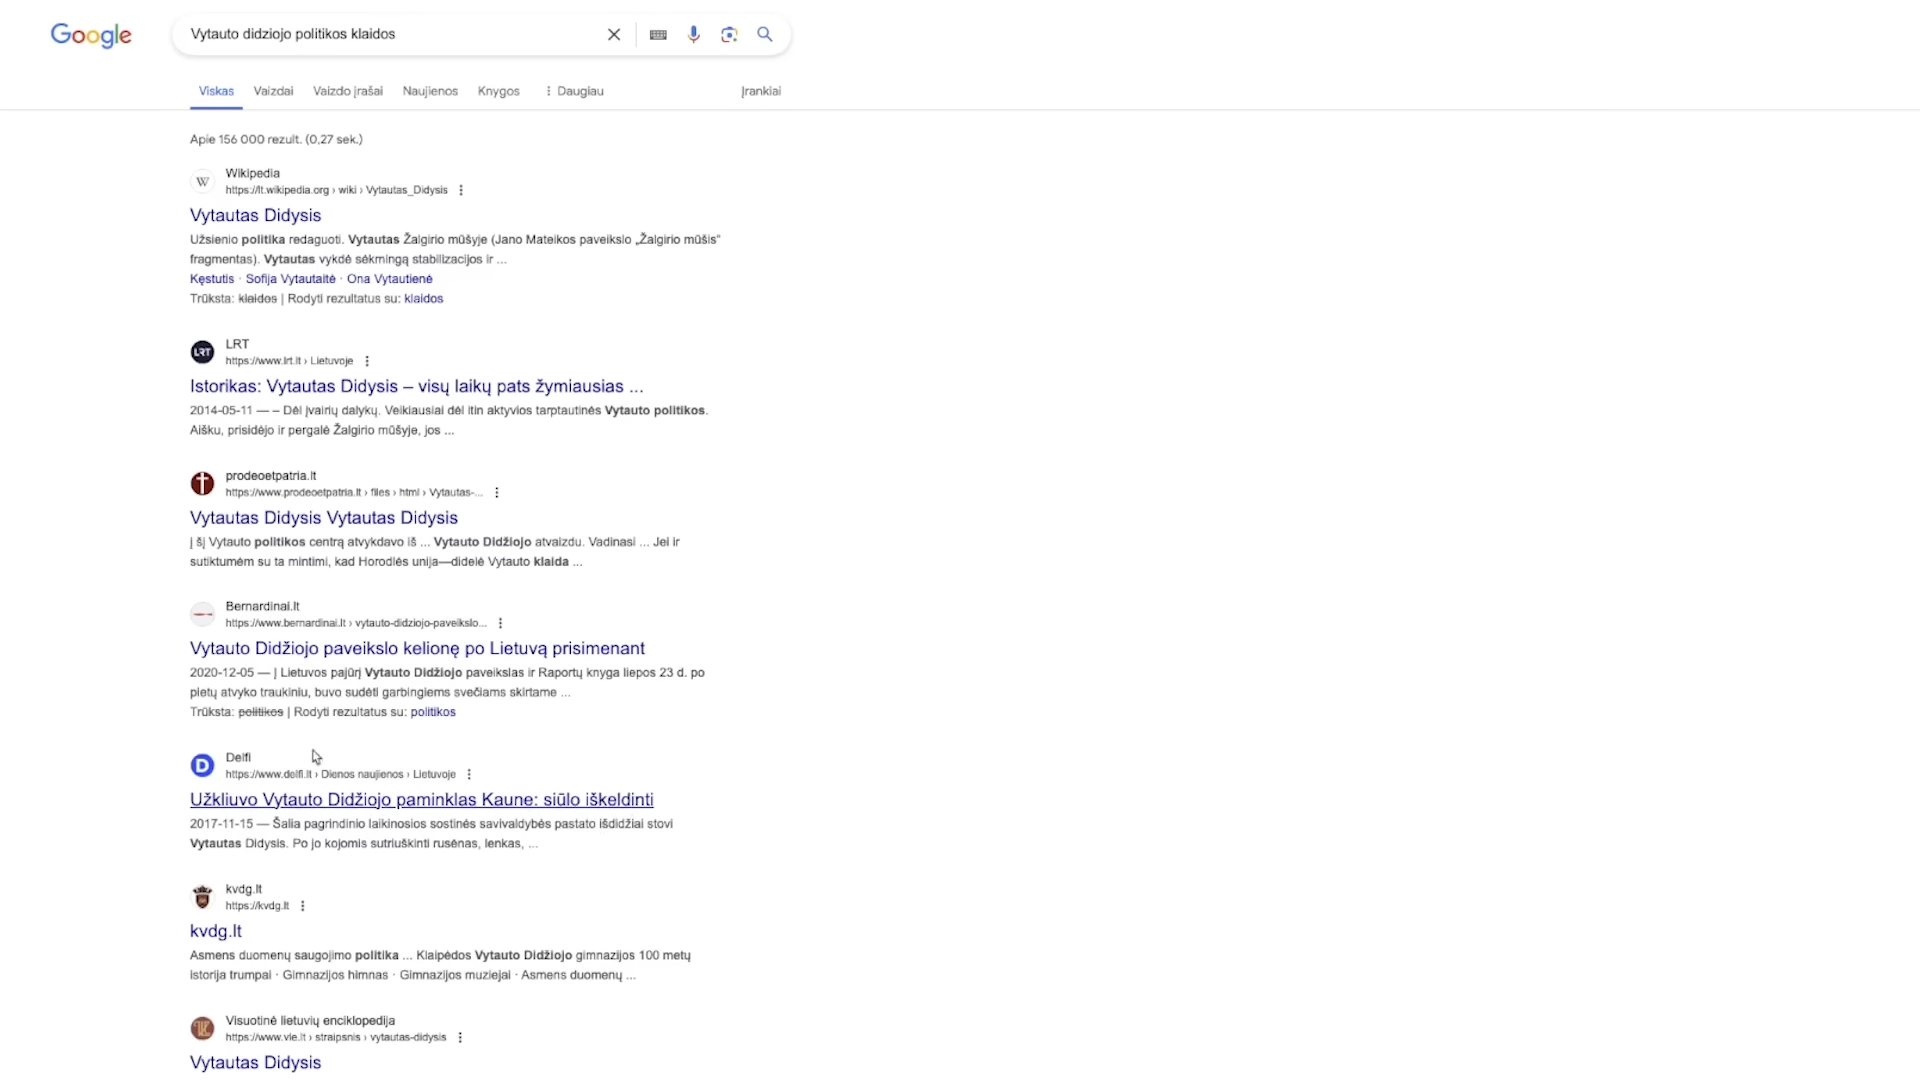 Google
Vytauto didziojo politikos klaidos
Viskas Vaizdai Vaizdo įrašai Naujienos Knygos Daugiau Įrankiai
Apie 156 000 rezult. (0,27 sek.)
W
Wikipedia
https://lt.wikipedia.org › wiki › Vytautas_Didysis
Vytautas Didysis
Užsienio politika redaguoti. Vytautas Žalgirio mūšyje (Jano Mateikos paveikslo „Žalgirio mūšis“
fragmentas). Vytautas vykdė sėkmingą stabilizacijos ir ...
Kęstutis · Sofija Vytautaitė · Ona Vytautienė
Trūksta: klaidos | Rodyti rezultatus su: klaidos
LRT
LRT
https://www.lrt.lt › Lietuvoje
Istorikas: Vytautas Didysis – visų laikų pats žymiausias ...
2014-05-11 — – Dėl įvairių dalykų. Veikiausiai dėl itin aktyvios tarptautinės Vytauto politikos.
Aišku, prisidėjo ir pergalė Žalgirio mūšyje, jos ...
prodeoetpatria.lt
https://www.prodeoetpatria.lt › files › html › Vytautas-...
Vytautas Didysis Vytautas Didysis
Į šį Vytauto politikos centrą atvykdavo iš ... Vytauto Didžiojo atvaizdu. Vadinasi ... Jei ir
sutiktumėm su ta mintimi, kad Horodlės unija—didelė Vytauto klaida ...
Bernardinai.lt
https://www.bernardinai.lt › vytauto-didziojo-paveikslo...
Vytauto Didžiojo paveikslo kelionę po Lietuvą prisimenant
2020-12-05 — Į Lietuvos pajūrį Vytauto Didžiojo paveikslas ir Raportų knyga liepos 23 d. po
pietų atvyko traukiniu, buvo sudėti garbingiems svečiams skirtame ...
Trūksta: politikos | Rodyti rezultatus su: politikos
D
Delfi
https://www.delfi.lt › Dienos naujienos › Lietuvoje
Užkliuvo Vytauto Didžiojo paminklas Kaune: siūlo iškeldinti
2017-11-15 — Šalia pagrindinio laikinosios sostinės savivaldybės pastato išdidžiai stovi
Vytautas Didysis. Po jo kojomis sutriuškinti rusėnas, lenkas, ...
kvdg.lt
https://kvdg.lt
kvdg.lt
Asmens duomenų saugojimo politika ... Klaipėdos Vytauto Didžiojo gimnazijos 100 metų
istorija trumpai · Gimnazijos himnas · Gimnazijos muziejai · Asmens duomenų ...
Visuotinė lietuvių enciklopedija
https://www.vle.lt › straipsnis › vytautas-didysis
Vytautas Didysis